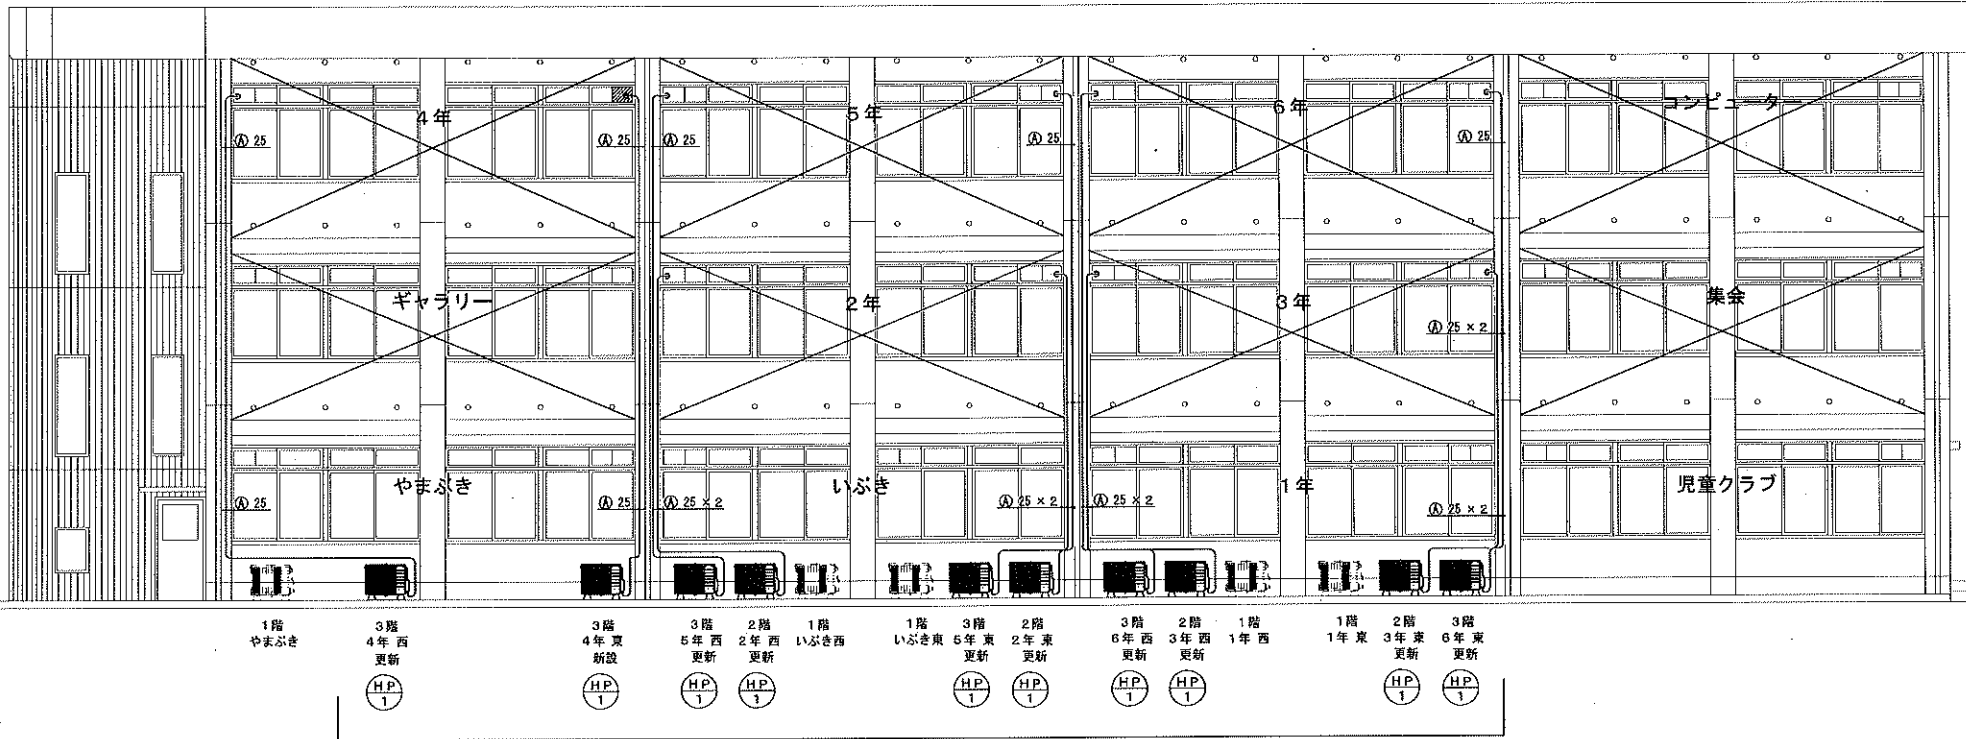 4年
5年
6年
コンピューター
Ⓐ 25
Ⓐ 25
Ⓐ 25
Ⓐ 25
Ⓐ 25
ギャラリー
2年
3年
集会
Ⓐ 25 × 2
やまぶき
いぶき
1年
児童クラブ
Ⓐ 25
Ⓐ 25
Ⓐ 25 × 2
Ⓐ 25 × 2
Ⓐ 25 × 2
Ⓐ 25 × 2
1階
やまぶき
3階
4年 西
更新
HP
1
3階
4年 東
新設
HP
1
3階
5年 西
更新
HP
1
2階
2年 西
更新
HP
1
1階
いぶき西
1階
いぶき東
3階
5年 東
更新
HP
1
2階
2年 東
更新
HP
1
3階
6年 西
更新
HP
1
2階
3年 西
更新
HP
1
1階
1年 西
1階
1年 東
2階
3年 東
更新
HP
1
3階
6年 東
更新
HP
1